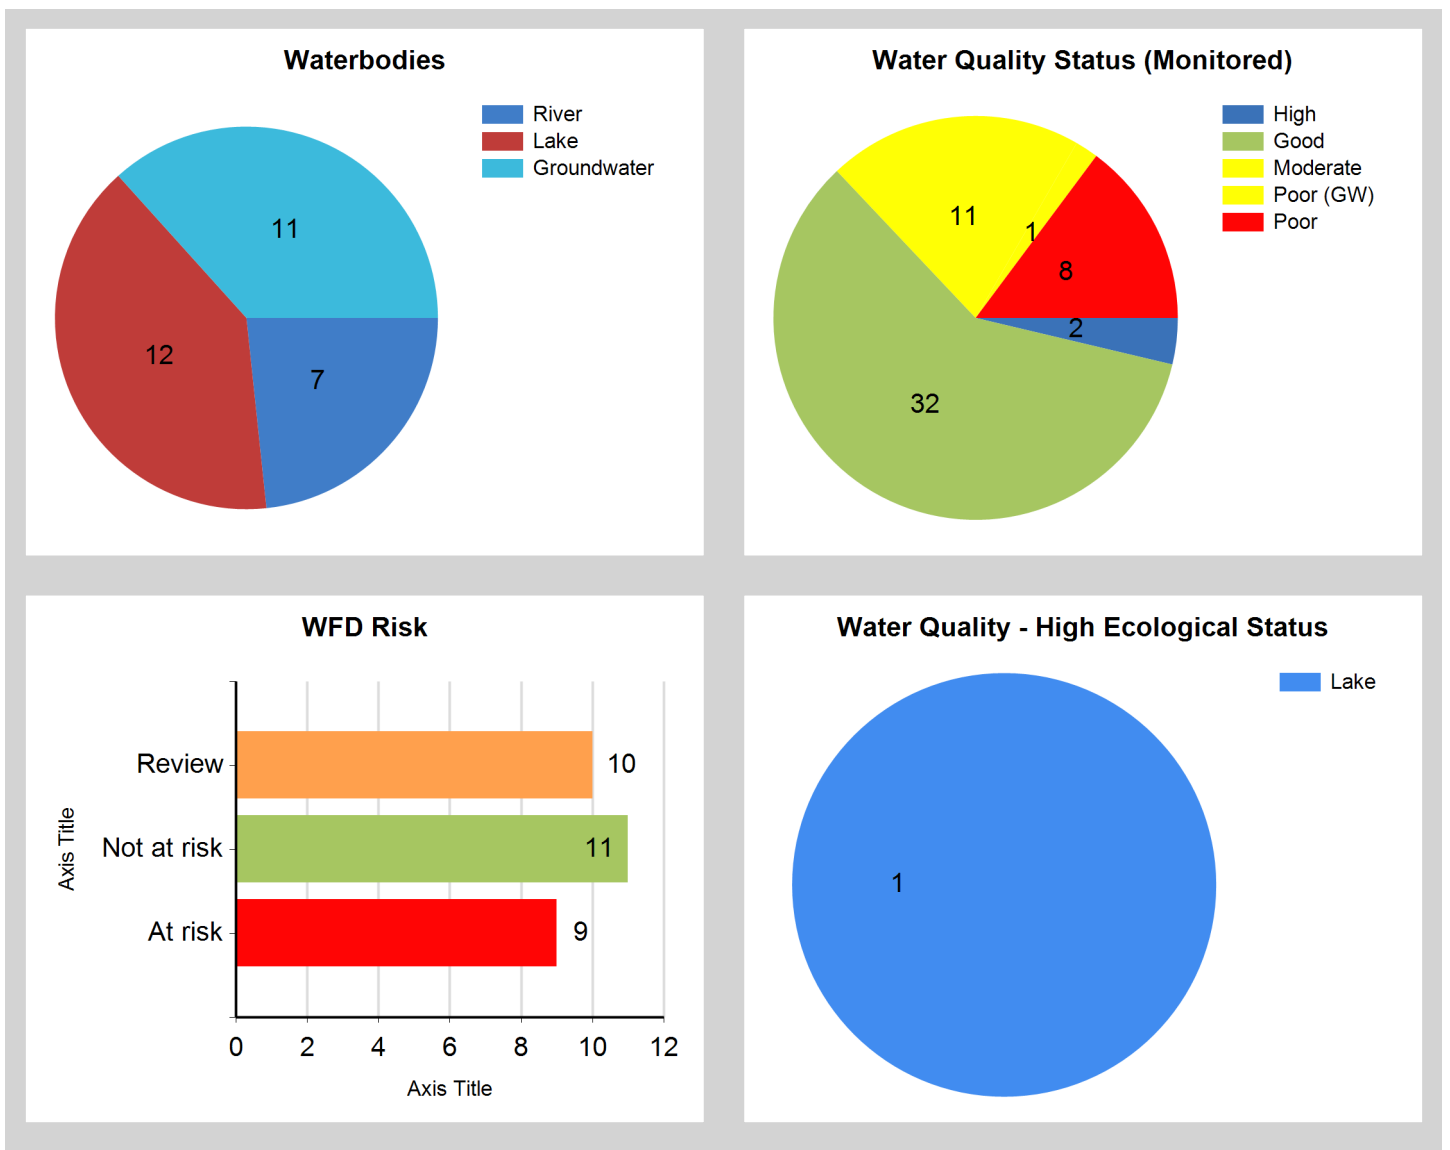 Waterbodies
River
Lake
Groundwater
11
12
7
Water Quality Status (Monitored)
High
Good
Moderate
Poor (GW)
Poor
11
1
8
2
32
WFD Risk
Review
10
Not at risk
11
At risk
9
Axis Title
0 2 4 6 8 10 12
Axis Title
Water Quality - High Ecological Status
Lake
1